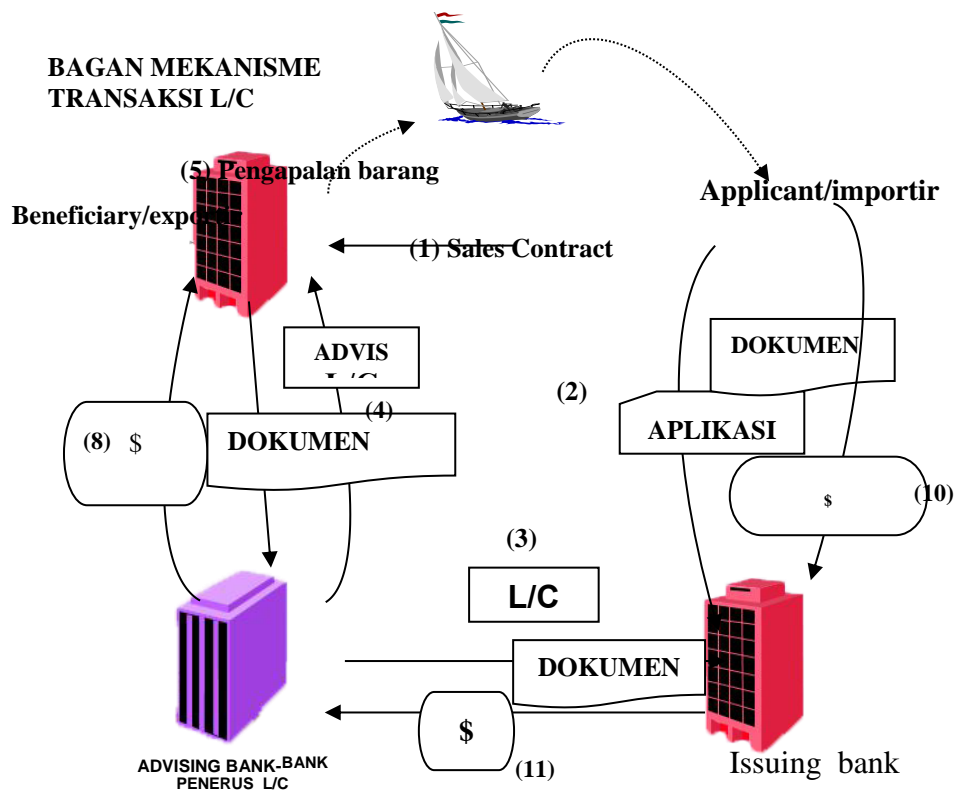 BAGAN MEKANISME
TRANSAKSI L/C
(5) Pengapalan barang
Applicant/importir
Beneficiary/exportir
(1) Sales Contract
ADVIS
L/C
DOKUMEN
(2)
(4)
APLIKASI
(8) $
DOKUMEN
$ (10)
(3)
L/C
DOKUMEN
$
(11)
ADVISING BANK-BANK
PENERUS L/C
Issuing bank